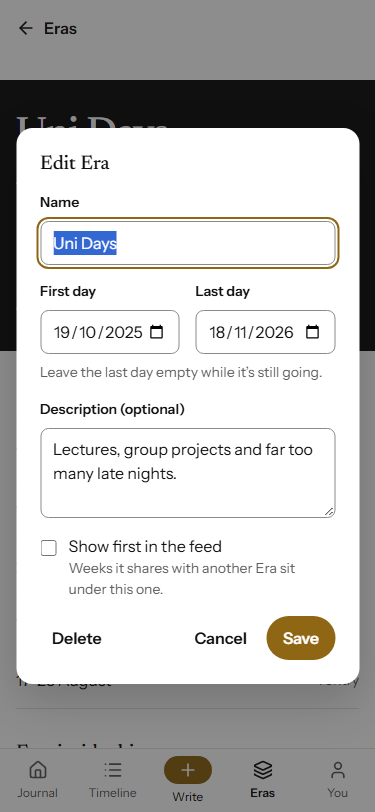 Eras
Uni Days
Edit Era
Name
Uni Days
First day
Last day
19/10/2025
18/11/2026
Leave the last day empty while it's still going.
Description (optional)
Lectures, group projects and far too
many late nights.
Show first in the feed
Weeks it shares with another Era sit
under this one.
Delete
Cancel
Save
August
Journal
Timeline
Write
Eras
You